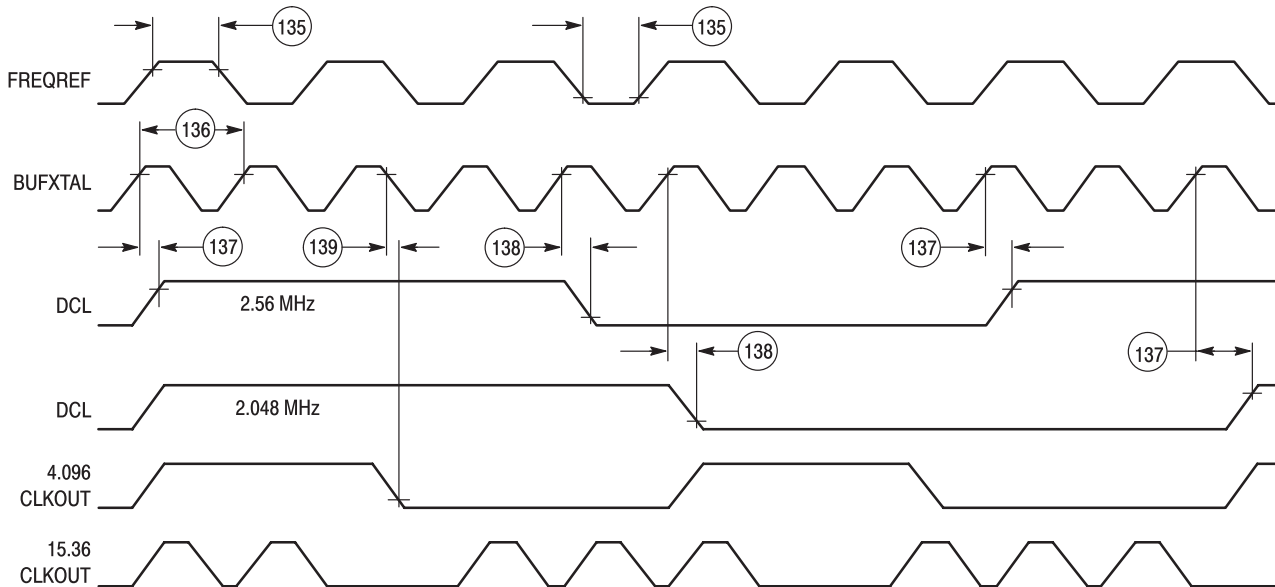 135
135
FREQREF
136
BUFXTAL
137
139
138
137
DCL
2.56 MHz
138
137
DCL
2.048 MHz
4.096
CLKOUT
15.36
CLKOUT